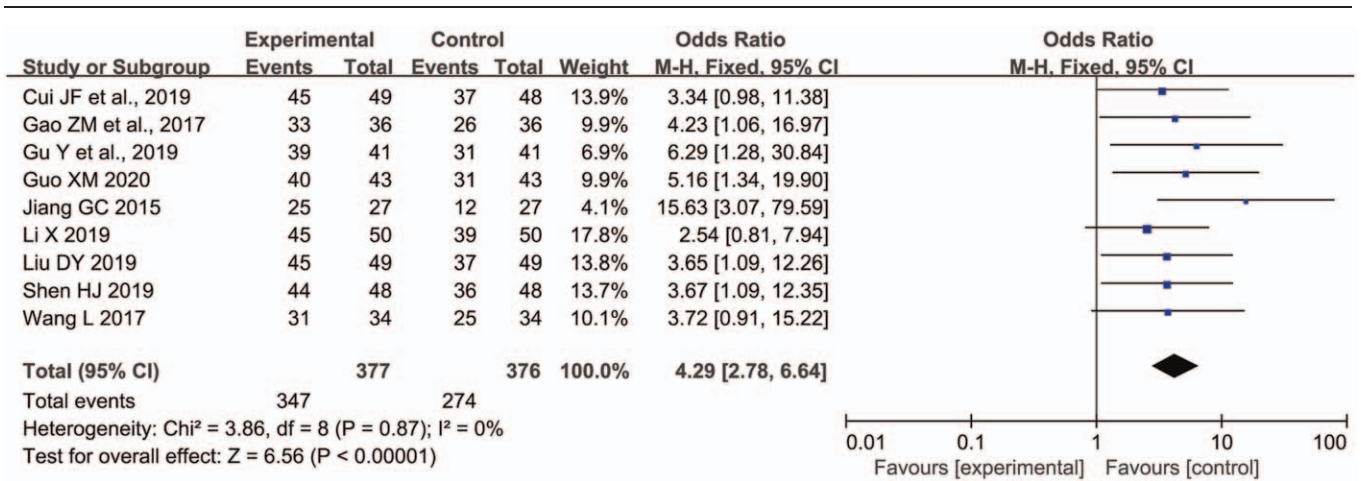 Experimental Control Odds Ratio Odds Ratio
Study or Subgroup Events Total Events Total Weight M-H, Fixed, 95% CI M-H, Fixed, 95% CI
Cui JF et al., 2019 45 49 37 48 13.9% 3.34 [0.98, 11.38]
Gao ZM et al., 2017 33 36 26 36 9.9% 4.23 [1.06, 16.97]
Gu Y et al., 2019 39 41 31 41 6.9% 6.29 [1.28, 30.84]
Guo XM 2020 40 43 31 43 9.9% 5.16 [1.34, 19.90]
Jiang GC 2015 25 27 12 27 4.1% 15.63 [3.07, 79.59]
Li X 2019 45 50 39 50 17.8% 2.54 [0.81, 7.94]
Liu DY 2019 45 49 37 49 13.8% 3.65 [1.09, 12.26]
Shen HJ 2019 44 48 36 48 13.7% 3.67 [1.09, 12.35]
Wang L 2017 31 34 25 34 10.1% 3.72 [0.91, 15.22]
Total (95% CI) 377 376 100.0% 4.29 [2.78, 6.64]
Total events 347 274
Heterogeneity: Chi² = 3.86, df = 8 (P = 0.87); I² = 0%
Test for overall effect: Z = 6.56 (P < 0.00001)
0.01 0.1 1 10 100
Favours [experimental] Favours [control]